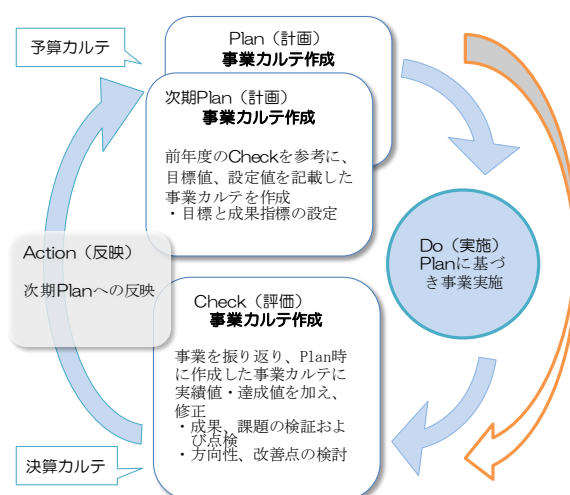 予算カルテ
Plan（計画）
事業カルテ作成
次期Plan（計画）
事業カルテ作成
前年度のCheckを参考に、
目標値、設定値を記載した
事業カルテを作成
・目標と成果指標の設定
Do（実施）
Planに基づ
き事業実施
Action（反映）
次期Planへの反映
Check（評価）
事業カルテ作成
事業を振り返り、Plan時
に作成した事業カルテに
実績値・達成値を加え、
修正
・成果、課題の検証およ
び点検
・方向性、改善点の検討
決算カルテ